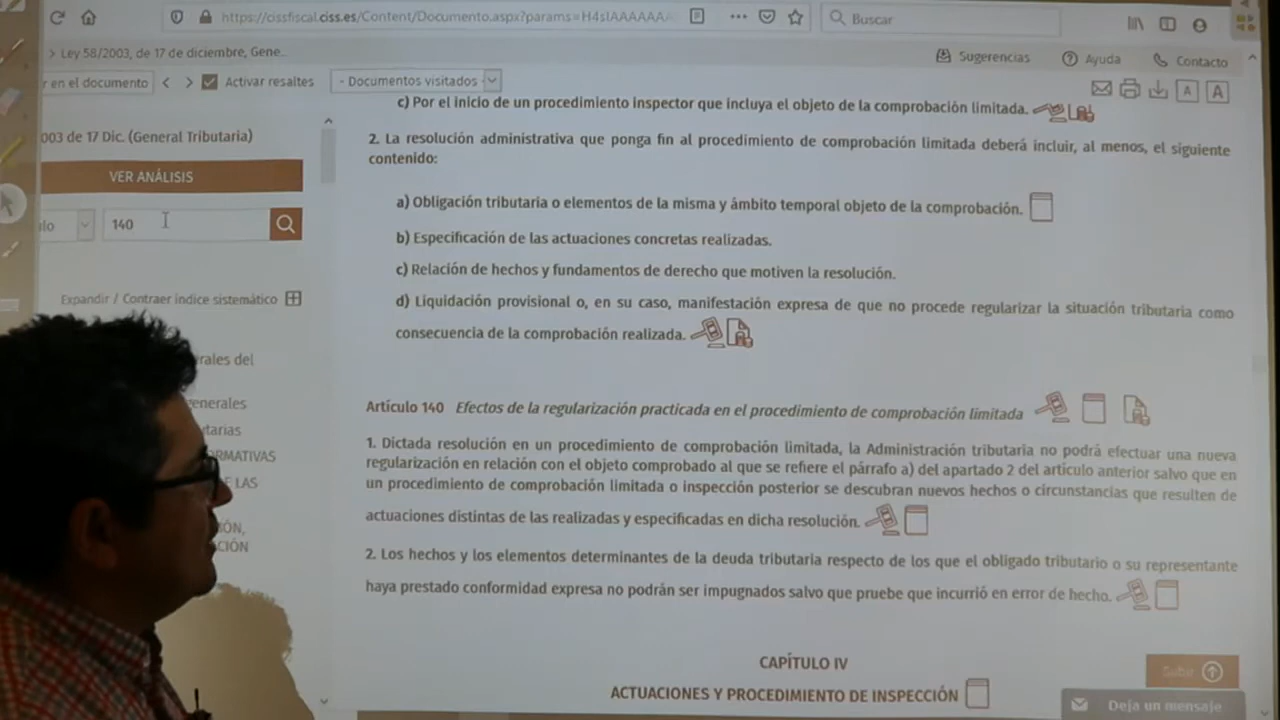 https://cissfiscal.ciss.es/Content/Documento.aspx?params=H4sIAAAAAAA
Buscar
> Ley 58/2003, de 17 de diciembre, Gene...
Sugerencias
Ayuda
Contacto
r en el documento
Activar resaltes
- Documentos visitados -
A
A
003 de 17 Dic. (General Tributaria)
VER ANÁLISIS
lo
140
Expandir / Contraer índice sistemático
rales del
enerales
tarias
RMATIVAS
E LAS
IÓN,
ACIÓN
c) Por el inicio de un procedimiento inspector que incluya el objeto de la comprobación limitada.
2. La resolución administrativa que ponga fin al procedimiento de comprobación limitada deberá incluir, al menos, el siguiente
contenido:
a) Obligación tributaria o elementos de la misma y ámbito temporal objeto de la comprobación.
b) Especificación de las actuaciones concretas realizadas.
c) Relación de hechos y fundamentos de derecho que motiven la resolución.
d) Liquidación provisional o, en su caso, manifestación expresa de que no procede regularizar la situación tributaria como
consecuencia de la comprobación realizada.
Artículo 140 Efectos de la regularización practicada en el procedimiento de comprobación limitada
1. Dictada resolución en un procedimiento de comprobación limitada, la Administración tributaria no podrá efectuar una nueva
regularización en relación con el objeto comprobado al que se refiere el párrafo a) del apartado 2 del artículo anterior salvo que en
un procedimiento de comprobación limitada o inspección posterior se descubran nuevos hechos o circunstancias que resulten de
actuaciones distintas de las realizadas y especificadas en dicha resolución.
2. Los hechos y los elementos determinantes de la deuda tributaria respecto de los que el obligado tributario o su representante
haya prestado conformidad expresa no podrán ser impugnados salvo que pruebe que incurrió en error de hecho.
CAPÍTULO IV
ACTUACIONES Y PROCEDIMIENTO DE INSPECCIÓN
Subir
Deja un mensaje